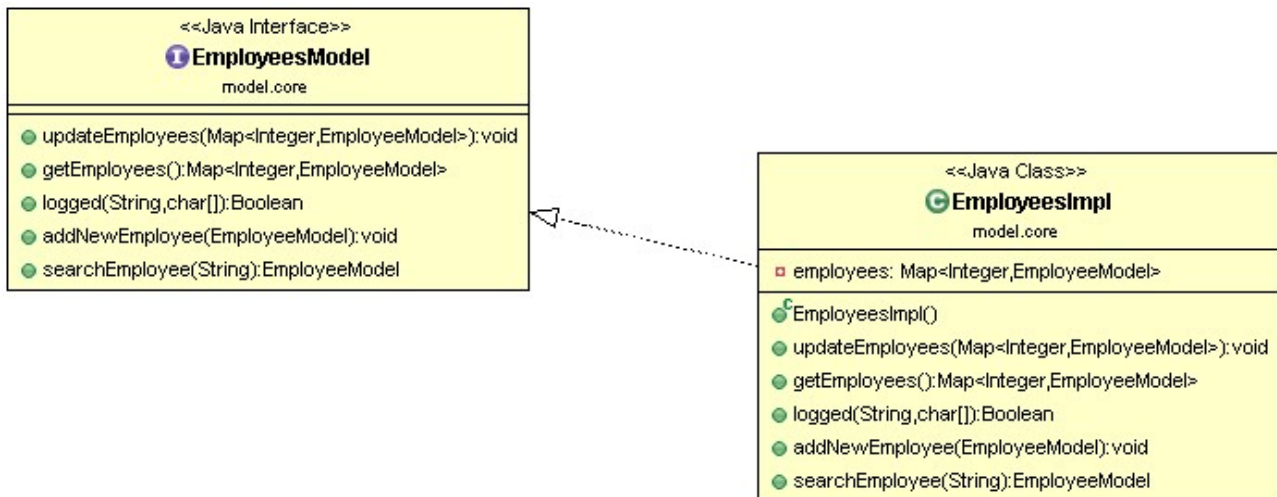 <<Java Interface>>
I EmployeesModel
model.core
updateEmployees(Map<Integer,EmployeeModel>):void
getEmployees():Map<Integer,EmployeeModel>
logged(String,char[]):Boolean
addNewEmployee(EmployeeModel):void
searchEmployee(String):EmployeeModel
<<Java Class>>
C EmployeesImpl
model.core
employees: Map<Integer,EmployeeModel>
C EmployeesImpl()
updateEmployees(Map<Integer,EmployeeModel>):void
getEmployees():Map<Integer,EmployeeModel>
logged(String,char[]):Boolean
addNewEmployee(EmployeeModel):void
searchEmployee(String):EmployeeModel